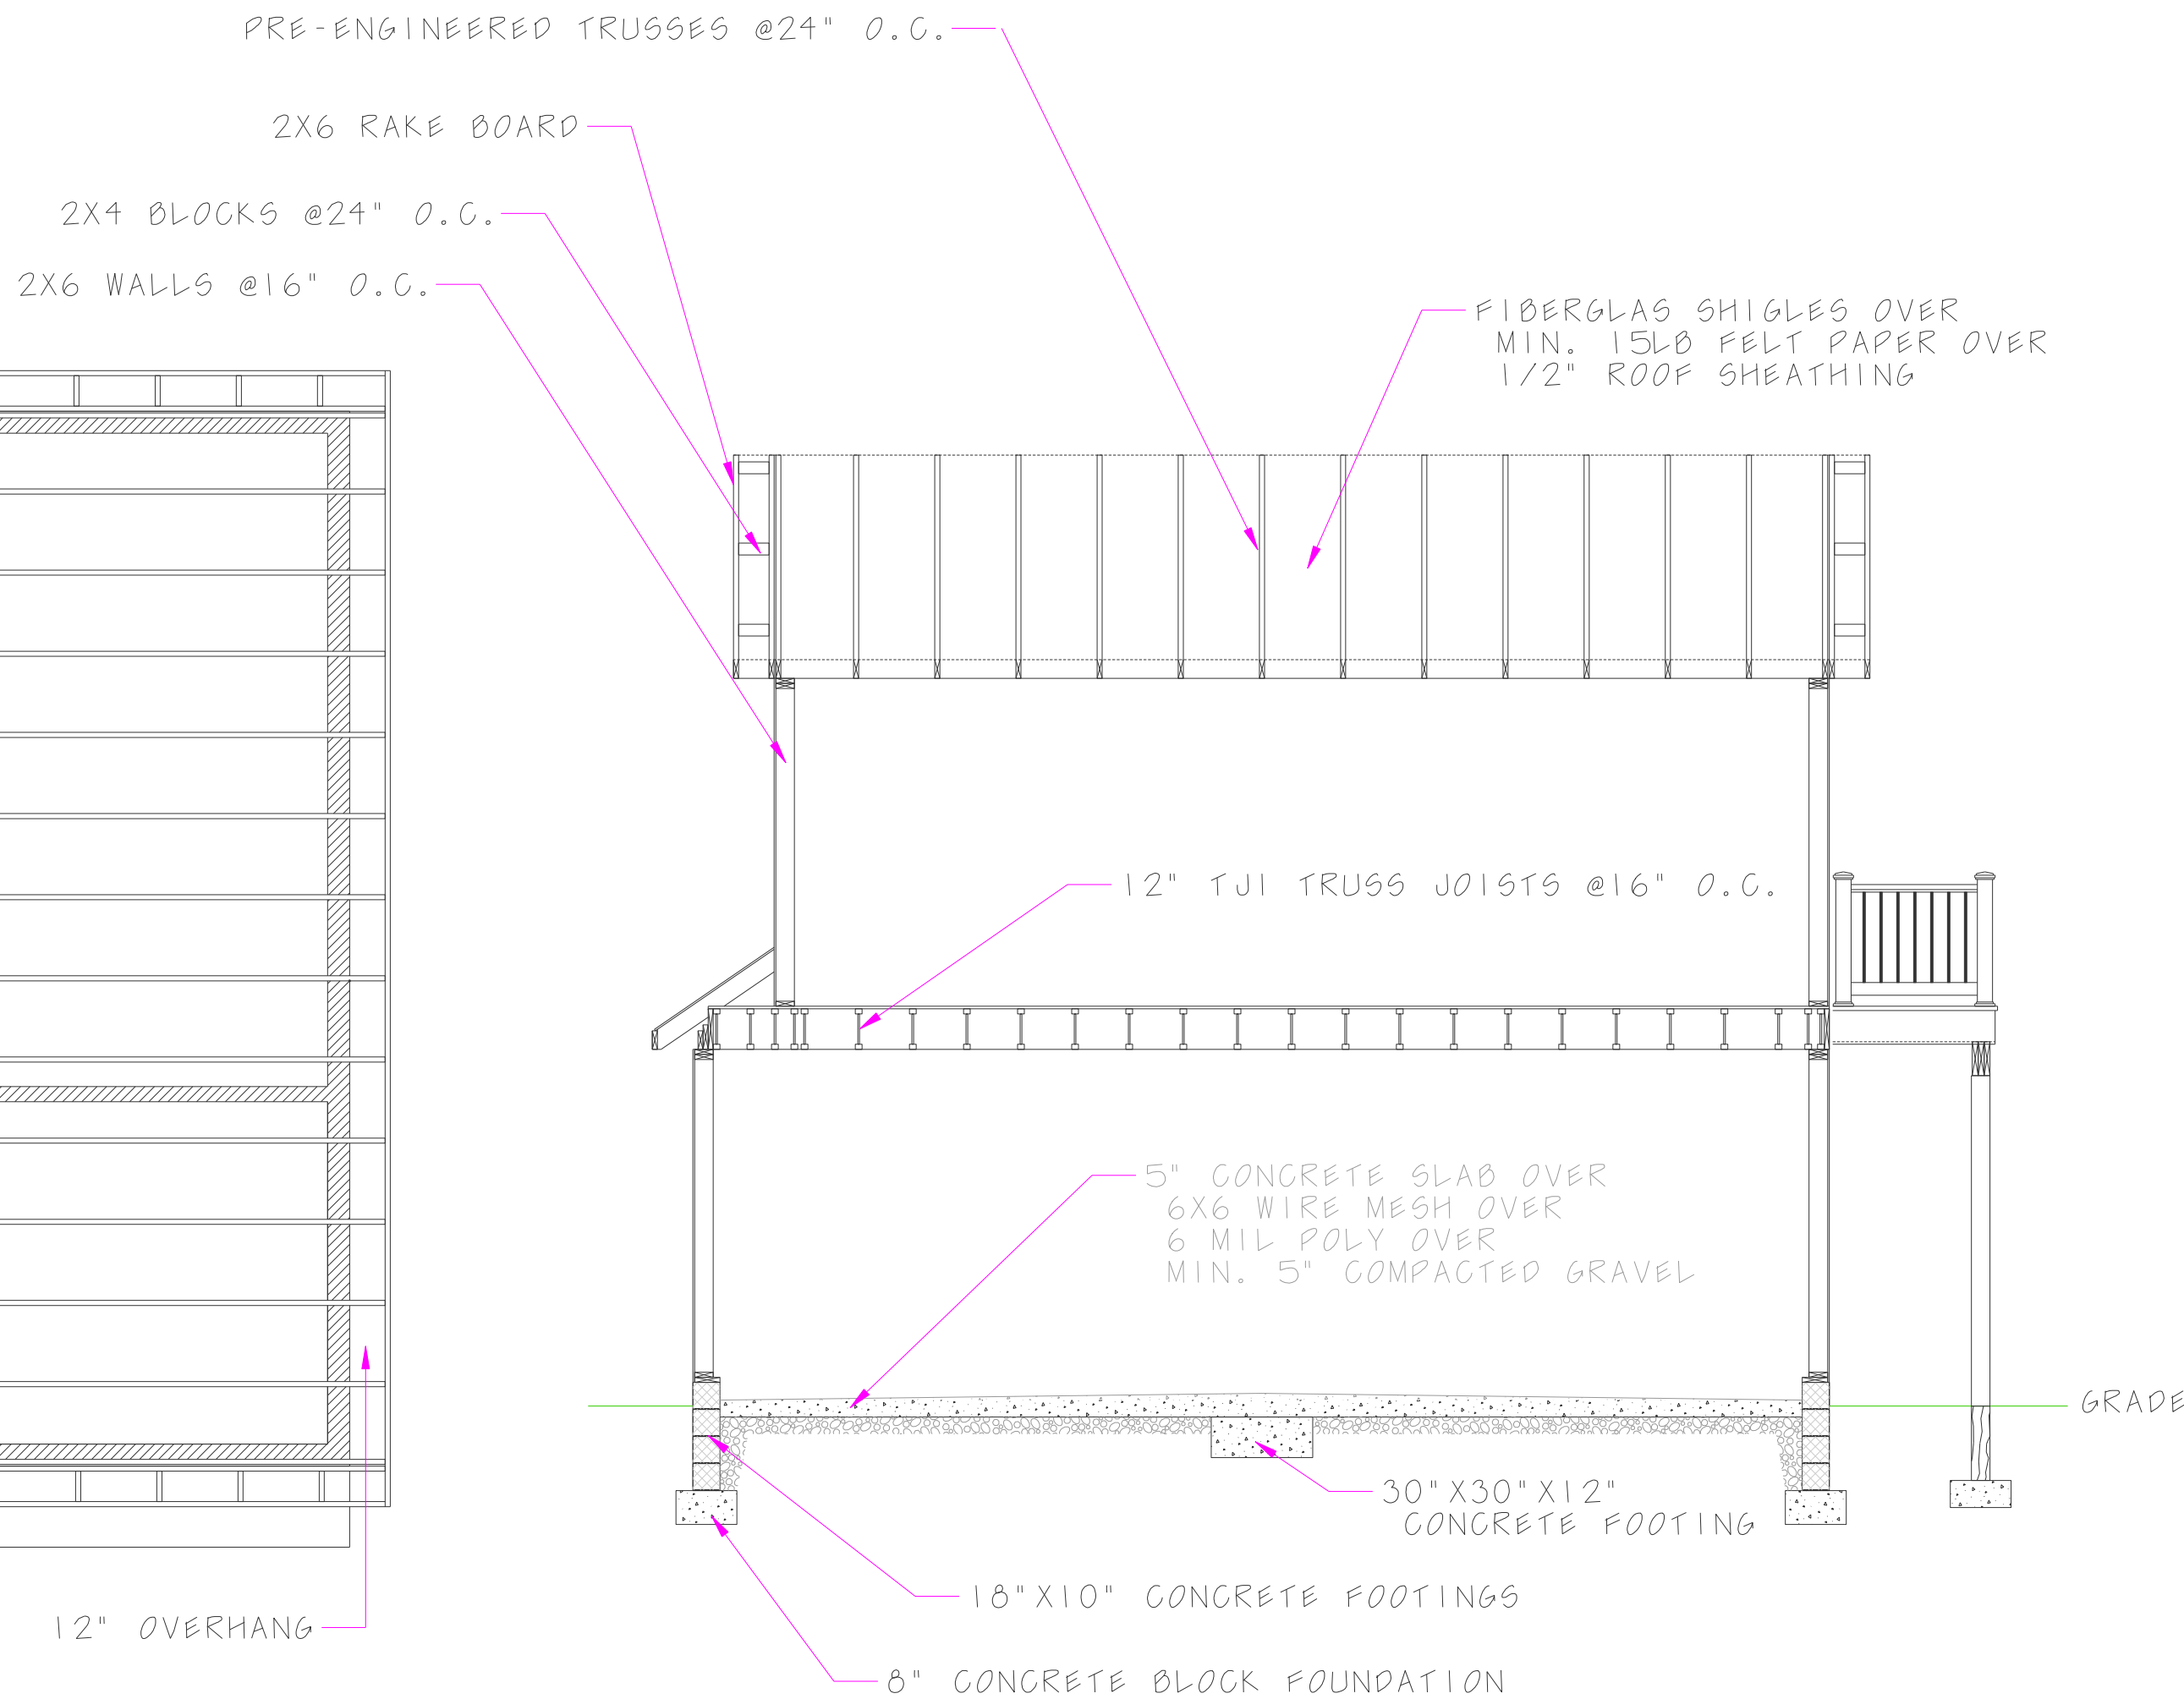 PRE-ENGINEERED TRUSSES @24" O.C.
2X6 RAKE BOARD
2X4 BLOCKS @24" O.C.
2X6 WALLS @16" O.C.
FIBERGLAS SHIGLES OVER
MIN. 15LB FELT PAPER OVER
1/2" ROOF SHEATHING
12" TJI TRUSS JOISTS @16" O.C.
5" CONCRETE SLAB OVER
6X6 WIRE MESH OVER
6 MIL POLY OVER
MIN. 5" COMPACTED GRAVEL
GRADE
30"X30"X12"
CONCRETE FOOTING
18"X10" CONCRETE FOOTINGS
12" OVERHANG
8" CONCRETE BLOCK FOUNDATION